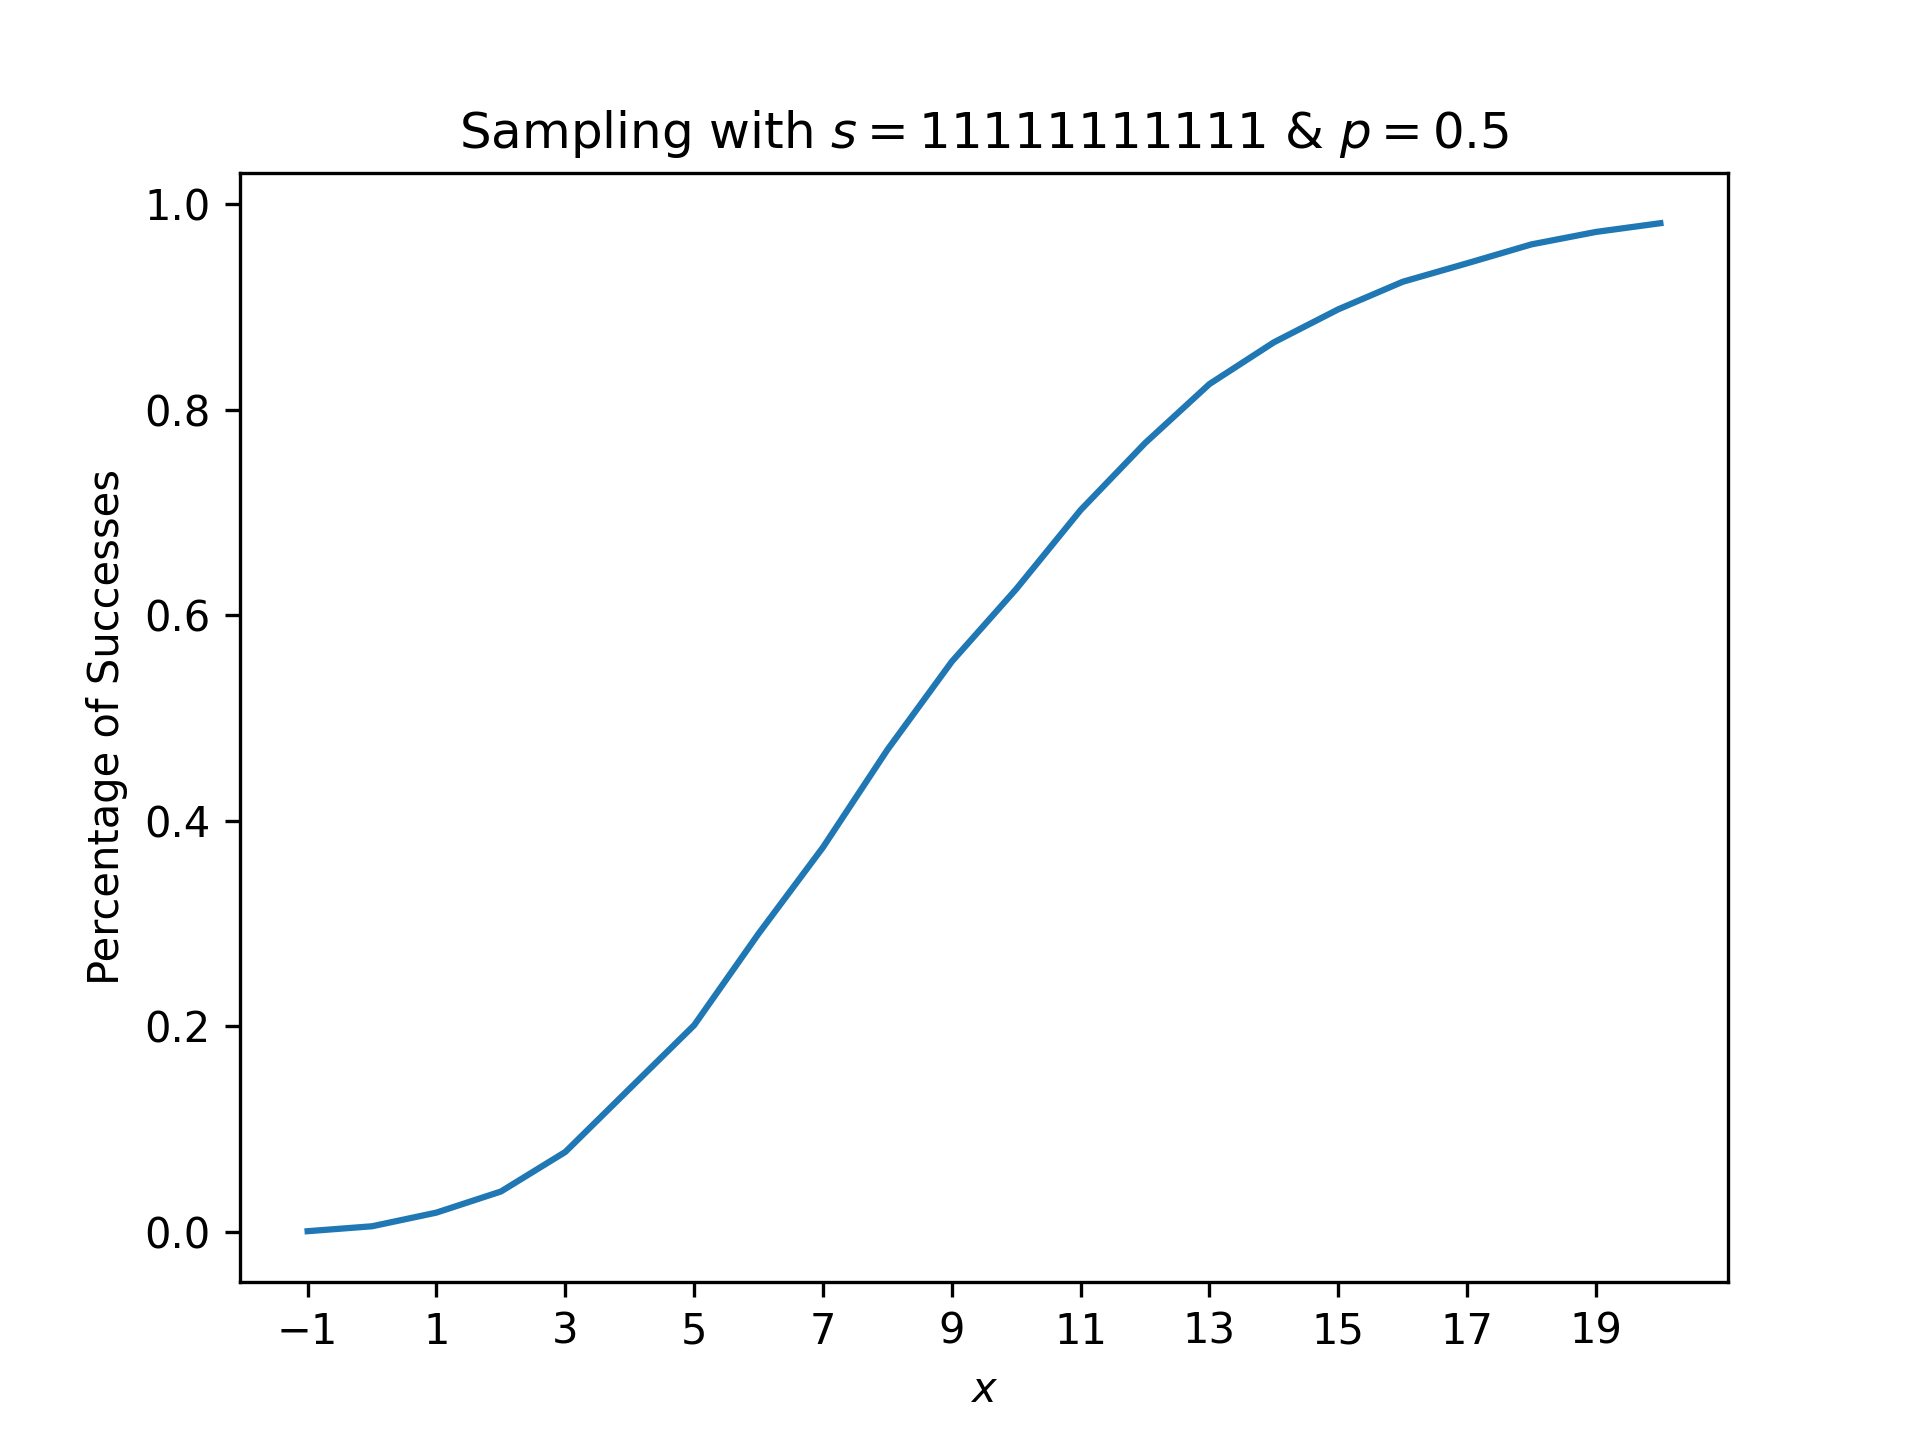 Sampling with s = 11111111111 & p = 0.5
1.0
0.8
0.6
0.4
0.2
0.0
Percentage of Successes
−1 1 3 5 7 9 11 13 15 17 19
x